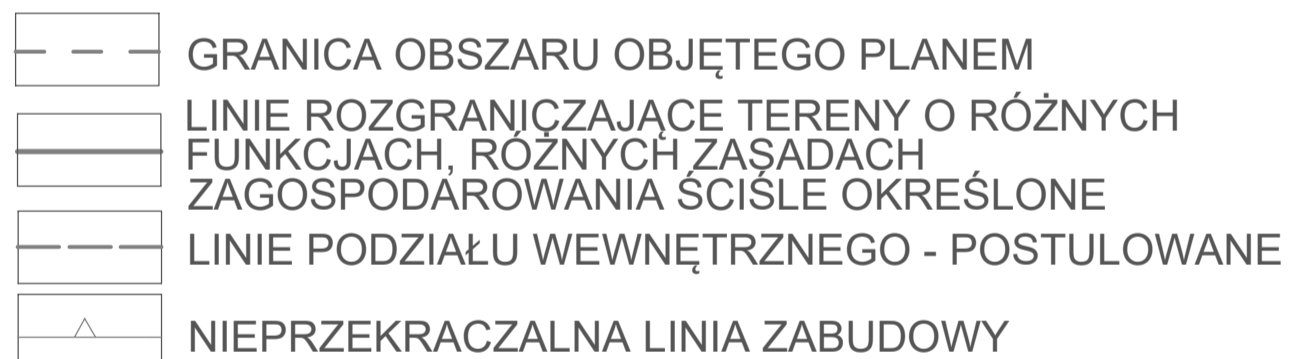 GRANICA OBSZARU OBJĘTEGO PLANEM
LINIE ROZGRANICZAJĄCE TERENY O RÓŻNYCH
FUNKCJACH, RÓŻNYCH ZASADACH
ZAGOSPODAROWANIA ŚCIŚLE OKREŚLONE
LINIE PODZIAŁU WEWNĘTRZNEGO - POSTULOWANE
NIEPRZEKRACZALNA LINIA ZABUDOWY